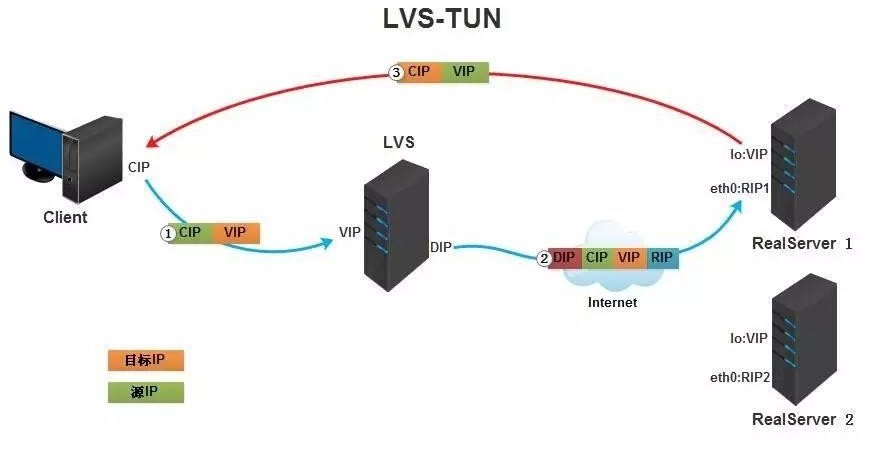 LVS-TUN
③ CIP VIP
Client
CIP
① CIP VIP
LVS
VIP
DIP
② DIP CIP VIP RIP
Internet
lo:VIP
eth0:RIP1
RealServer 1
lo:VIP
eth0:RIP2
RealServer 2
目标IP
源IP